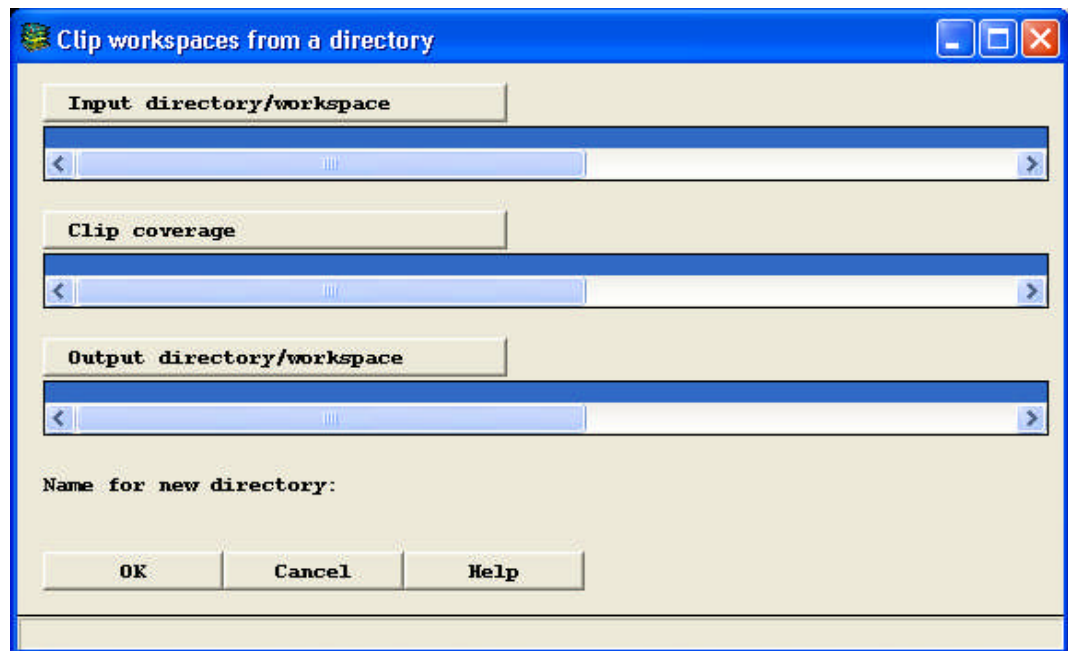 Clip workspaces from a directory
Input directory/workspace
Clip coverage
Output directory/workspace
Name for new directory:
OK Cancel Help